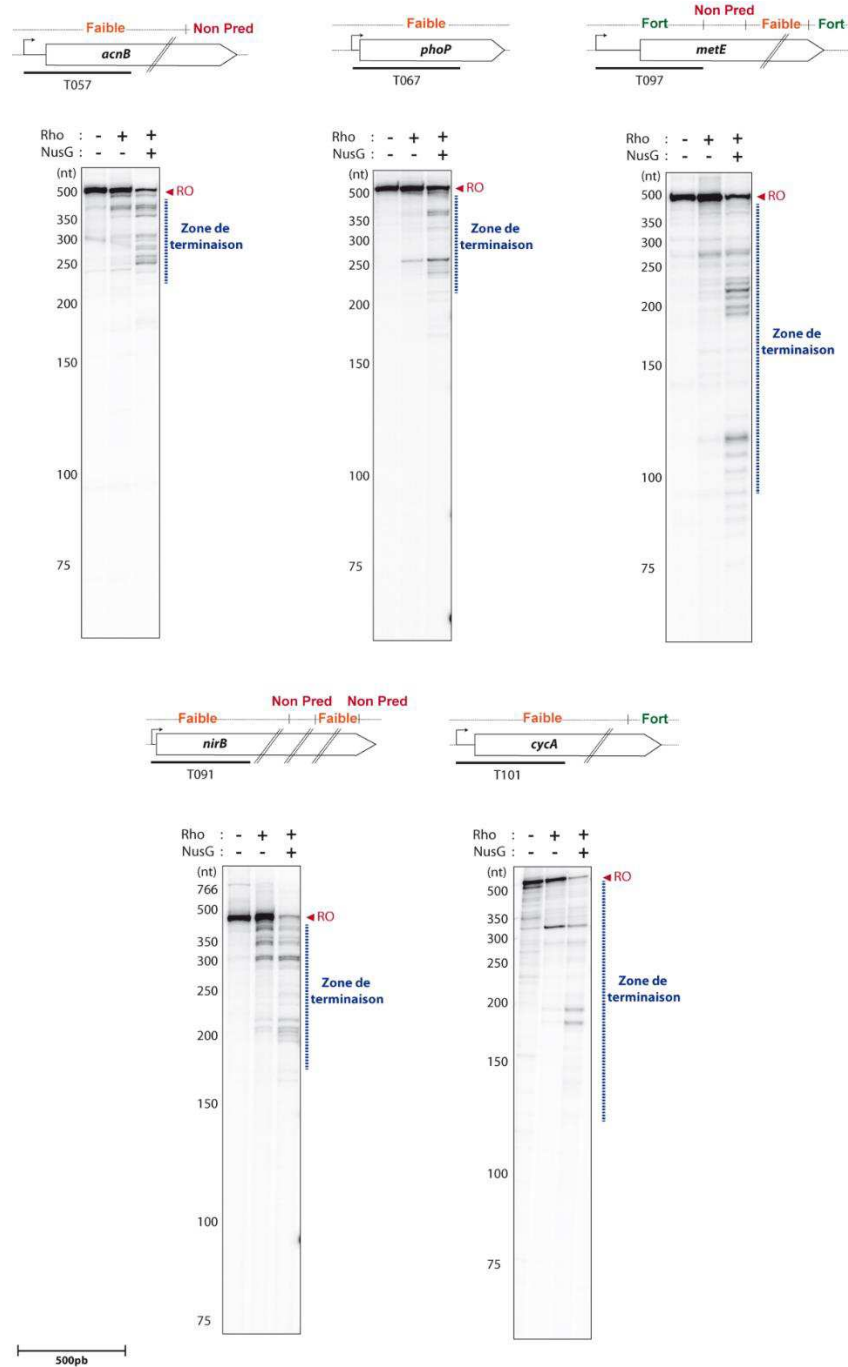 Faible Non Pred
acnB
T057
Rho : - + +
NusG : - - +
(nt)
500
350
300
250
200
150
100
75
RO
Zone de
terminaison
Faible
phoP
T067
Rho : - + +
NusG : - - +
(nt)
500
350
300
250
200
150
100
75
RO
Zone de
terminaison
Non Pred
Fort Faible Fort
metE
T097
Rho : - + +
NusG : - - +
(nt)
500
350
300
250
200
150
100
75
RO
Zone de
terminaison
Non Pred Non Pred
Faible Faible
nirB
T091
Rho : - + +
NusG : - - +
(nt)
766
500
350
300
250
200
150
100
75
RO
Zone de
terminaison
Faible Fort
cycA
T101
Rho : - + +
NusG : - - +
(nt)
500
350
300
250
200
150
100
75
RO
Zone de
terminaison
500pb